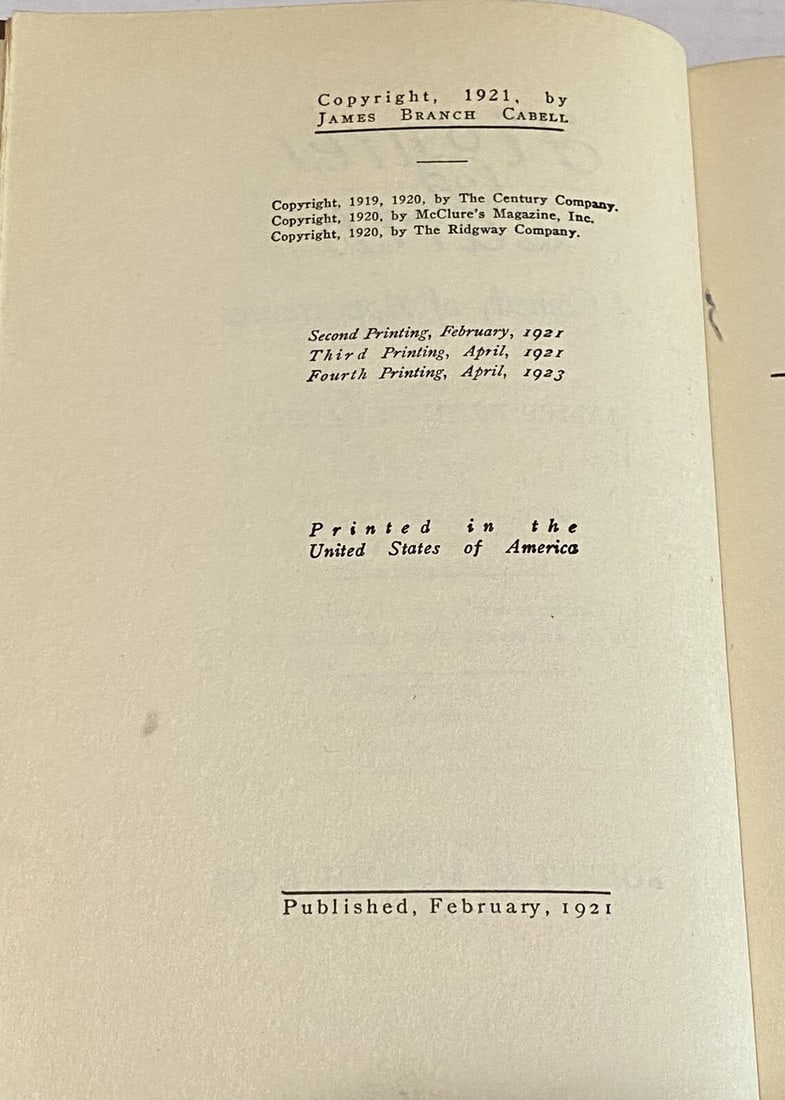 Copyright, 1921, by
James Branch Cabell
Copyright, 1919, 1920, by The Century Company.
Copyright, 1920, by McClure's Magazine, Inc.
Copyright, 1920, by The Ridgway Company.
Second Printing, February, 1921
Third Printing, April, 1921
Fourth Printing, April, 1923
Printed in the
United States of America
Published, February, 1921